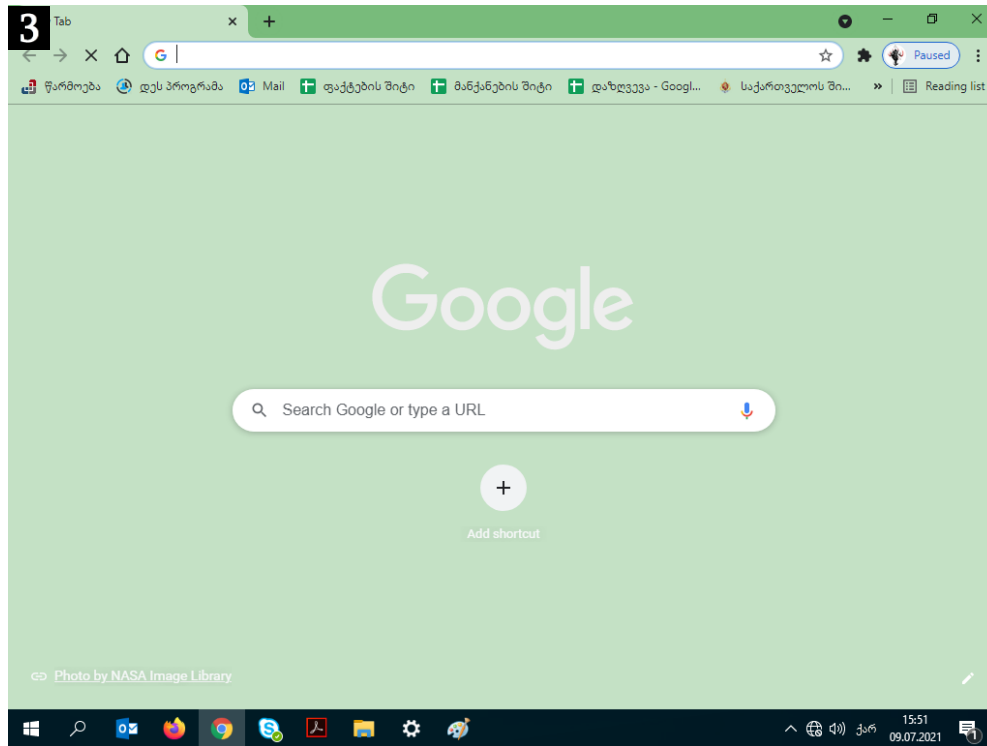 3
Tab
G
Paused
წარმოება დეს პროგრამა Mail ფაქტების შიტი მანქანების შიტი დაზღვევა - Googl... საქართველოს ში... » Reading list
Google
Search Google or type a URL
Add shortcut
Photo by NASA Image Library
15:51
ქარ
09.07.2021
1